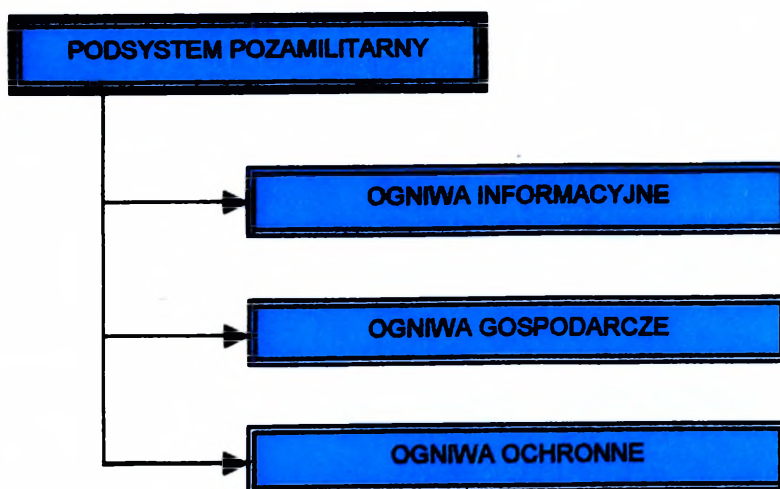 PODSYSTEM POZAMILITARNY
OGNIWA INFORMACYJNE
OGNIWA GOSPODARCZE
OGNIWA OCHRONNE